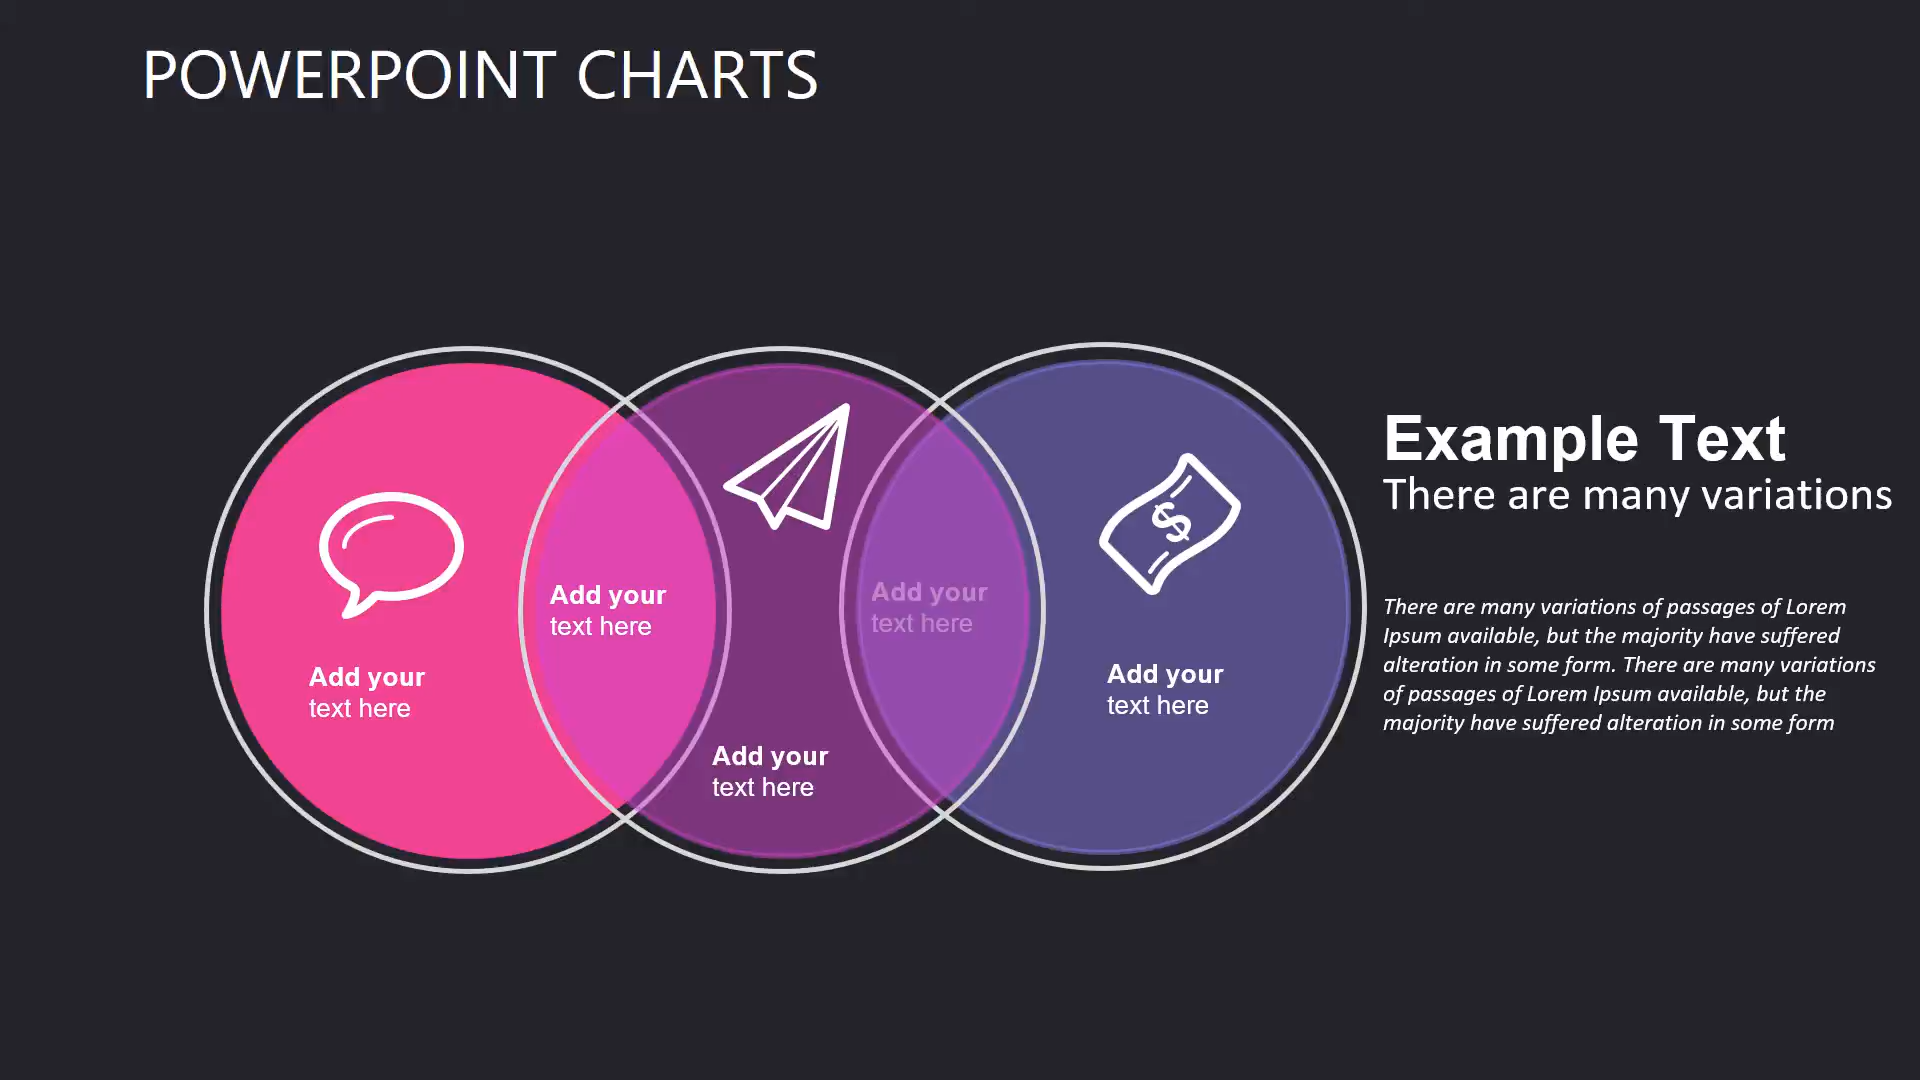 POWERPOINT CHARTS
Add your
text here
Add your
text here
Add your
text here
Add your
text here
Add your
text here
$
Example Text
There are many variations
There are many variations of passages of Lorem
Ipsum available, but the majority have suffered
alteration in some form. There are many variations
of passages of Lorem Ipsum available, but the
majority have suffered alteration in some form